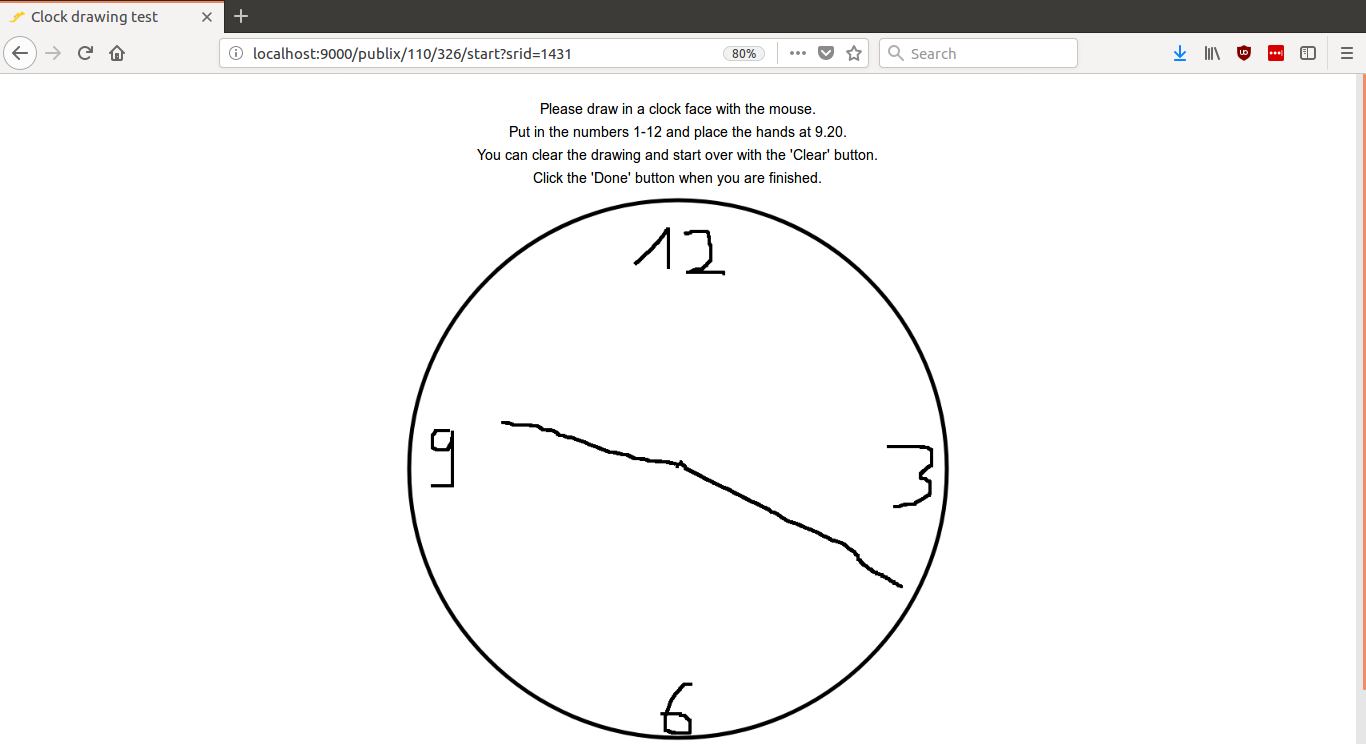 Clock drawing test
localhost:9000/publix/110/326/start?srid=1431
80%
Search
Please draw in a clock face with the mouse.
Put in the numbers 1-12 and place the hands at 9.20.
You can clear the drawing and start over with the 'Clear' button.
Click the 'Done' button when you are finished.
12
9
3
6